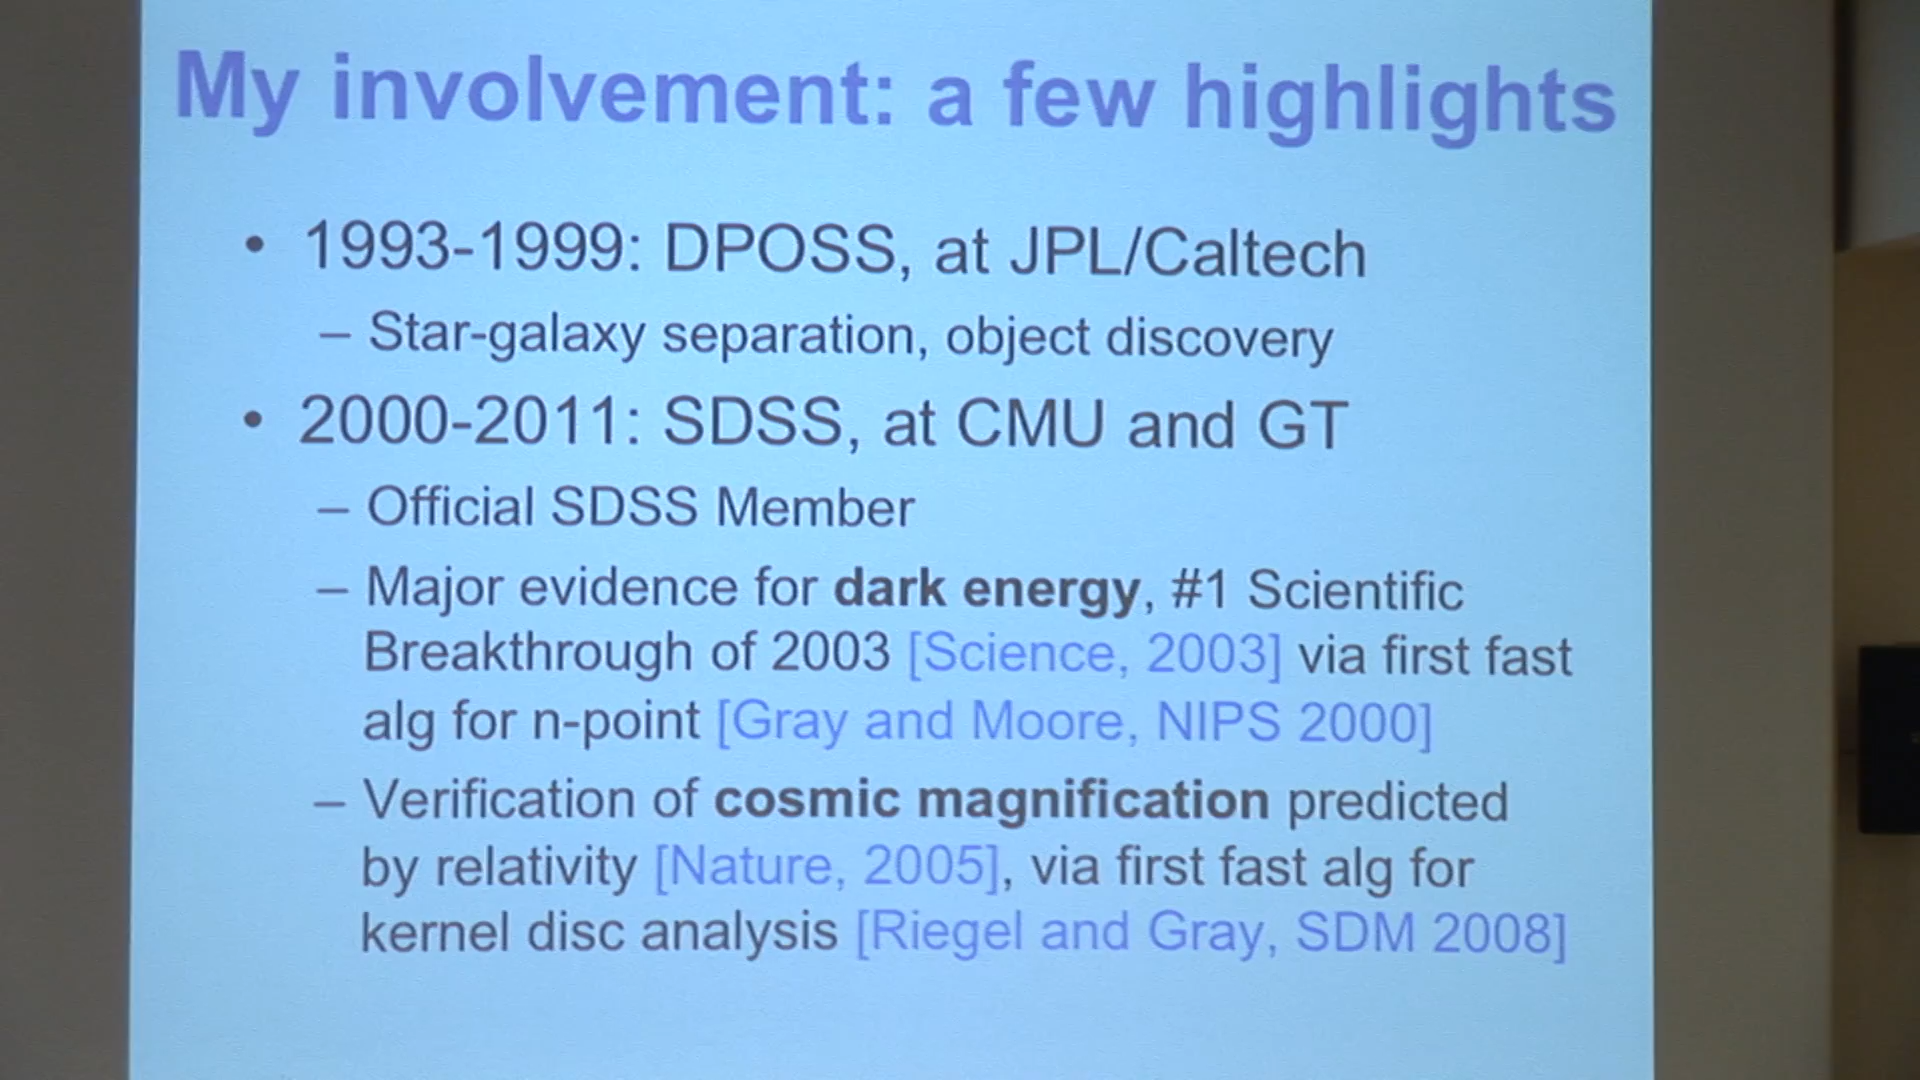 My involvement: a few highlights
• 1993-1999: DPOSS, at JPL/Caltech
– Star-galaxy separation, object discovery
• 2000-2011: SDSS, at CMU and GT
– Official SDSS Member
– Major evidence for dark energy, #1 Scientific
Breakthrough of 2003 [Science, 2003] via first fast
alg for n-point [Gray and Moore, NIPS 2000]
– Verification of cosmic magnification predicted
by relativity [Nature, 2005], via first fast alg for
kernel disc analysis [Riegel and Gray, SDM 2008]